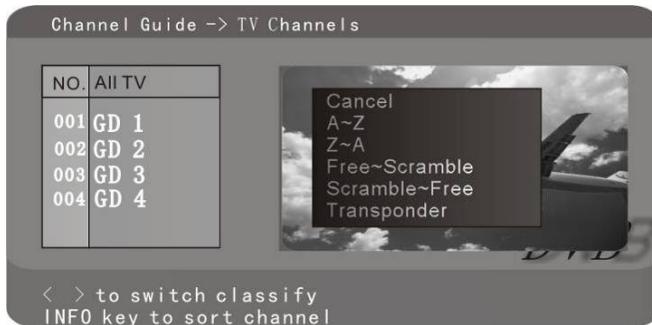 Channel Guide -> TV Channels
NO. All TV
001 GD 1
002 GD 2
003 GD 3
004 GD 4
Cancel
A~Z
Z~A
Free~Scramble
Scramble~Free
Transponder
< > to switch classify
INFO key to sort channel